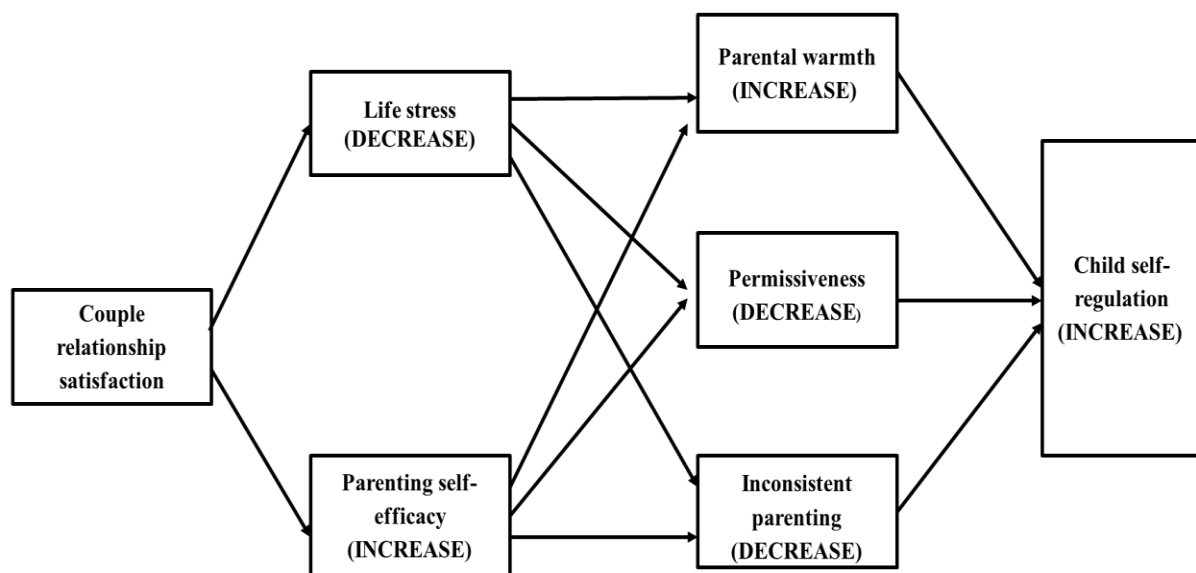 Couple
relationship
satisfaction
Life stress
(DECREASE)
Parenting self-
efficacy
(INCREASE)
Parental warmth
(INCREASE)
Permissiveness
(DECREASE)
Inconsistent
parenting
(DECREASE)
Child self-
regulation
(INCREASE)